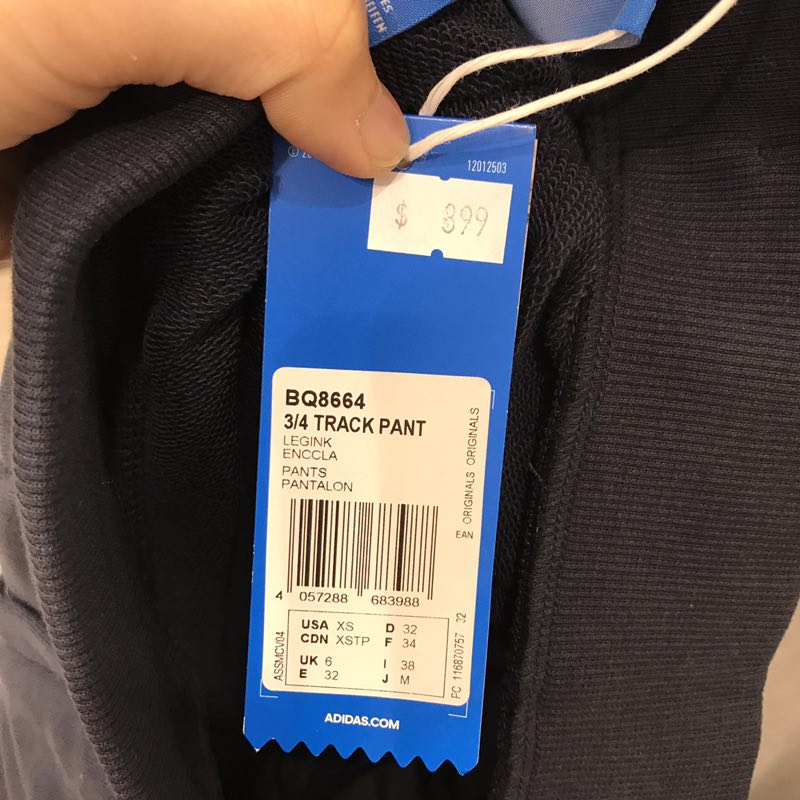 12012503
$ 899
BQ8664
3/4 TRACK PANT
LEGINK
ENCCLA
PANTS
PANTALON
ORIGINALS ORIGINALS
EAN
4 057288 683988
ASSMCV04
USA XS D 32
CDN XSTP F 34
UK 6 I 38
E 32 J M
PC 116870757 32
ADIDAS.COM